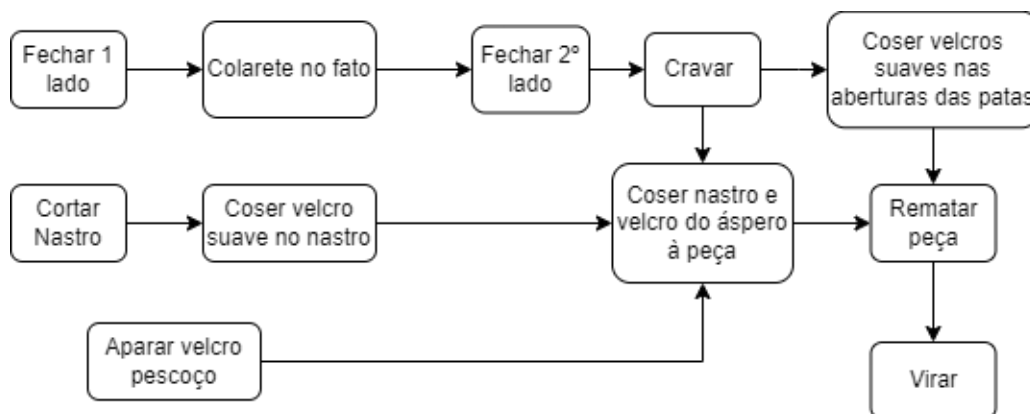 Fechar 1
lado
Colarete no fato
Fechar 2º
lado
Cravar
Coser velcros
suaves nas
aberturas das patas
Cortar
Nastro
Coser velcro
suave no nastro
Coser nastro e
velcro do áspero
à peça
Rematar
peça
Aparar velcro
pescoço
Virar